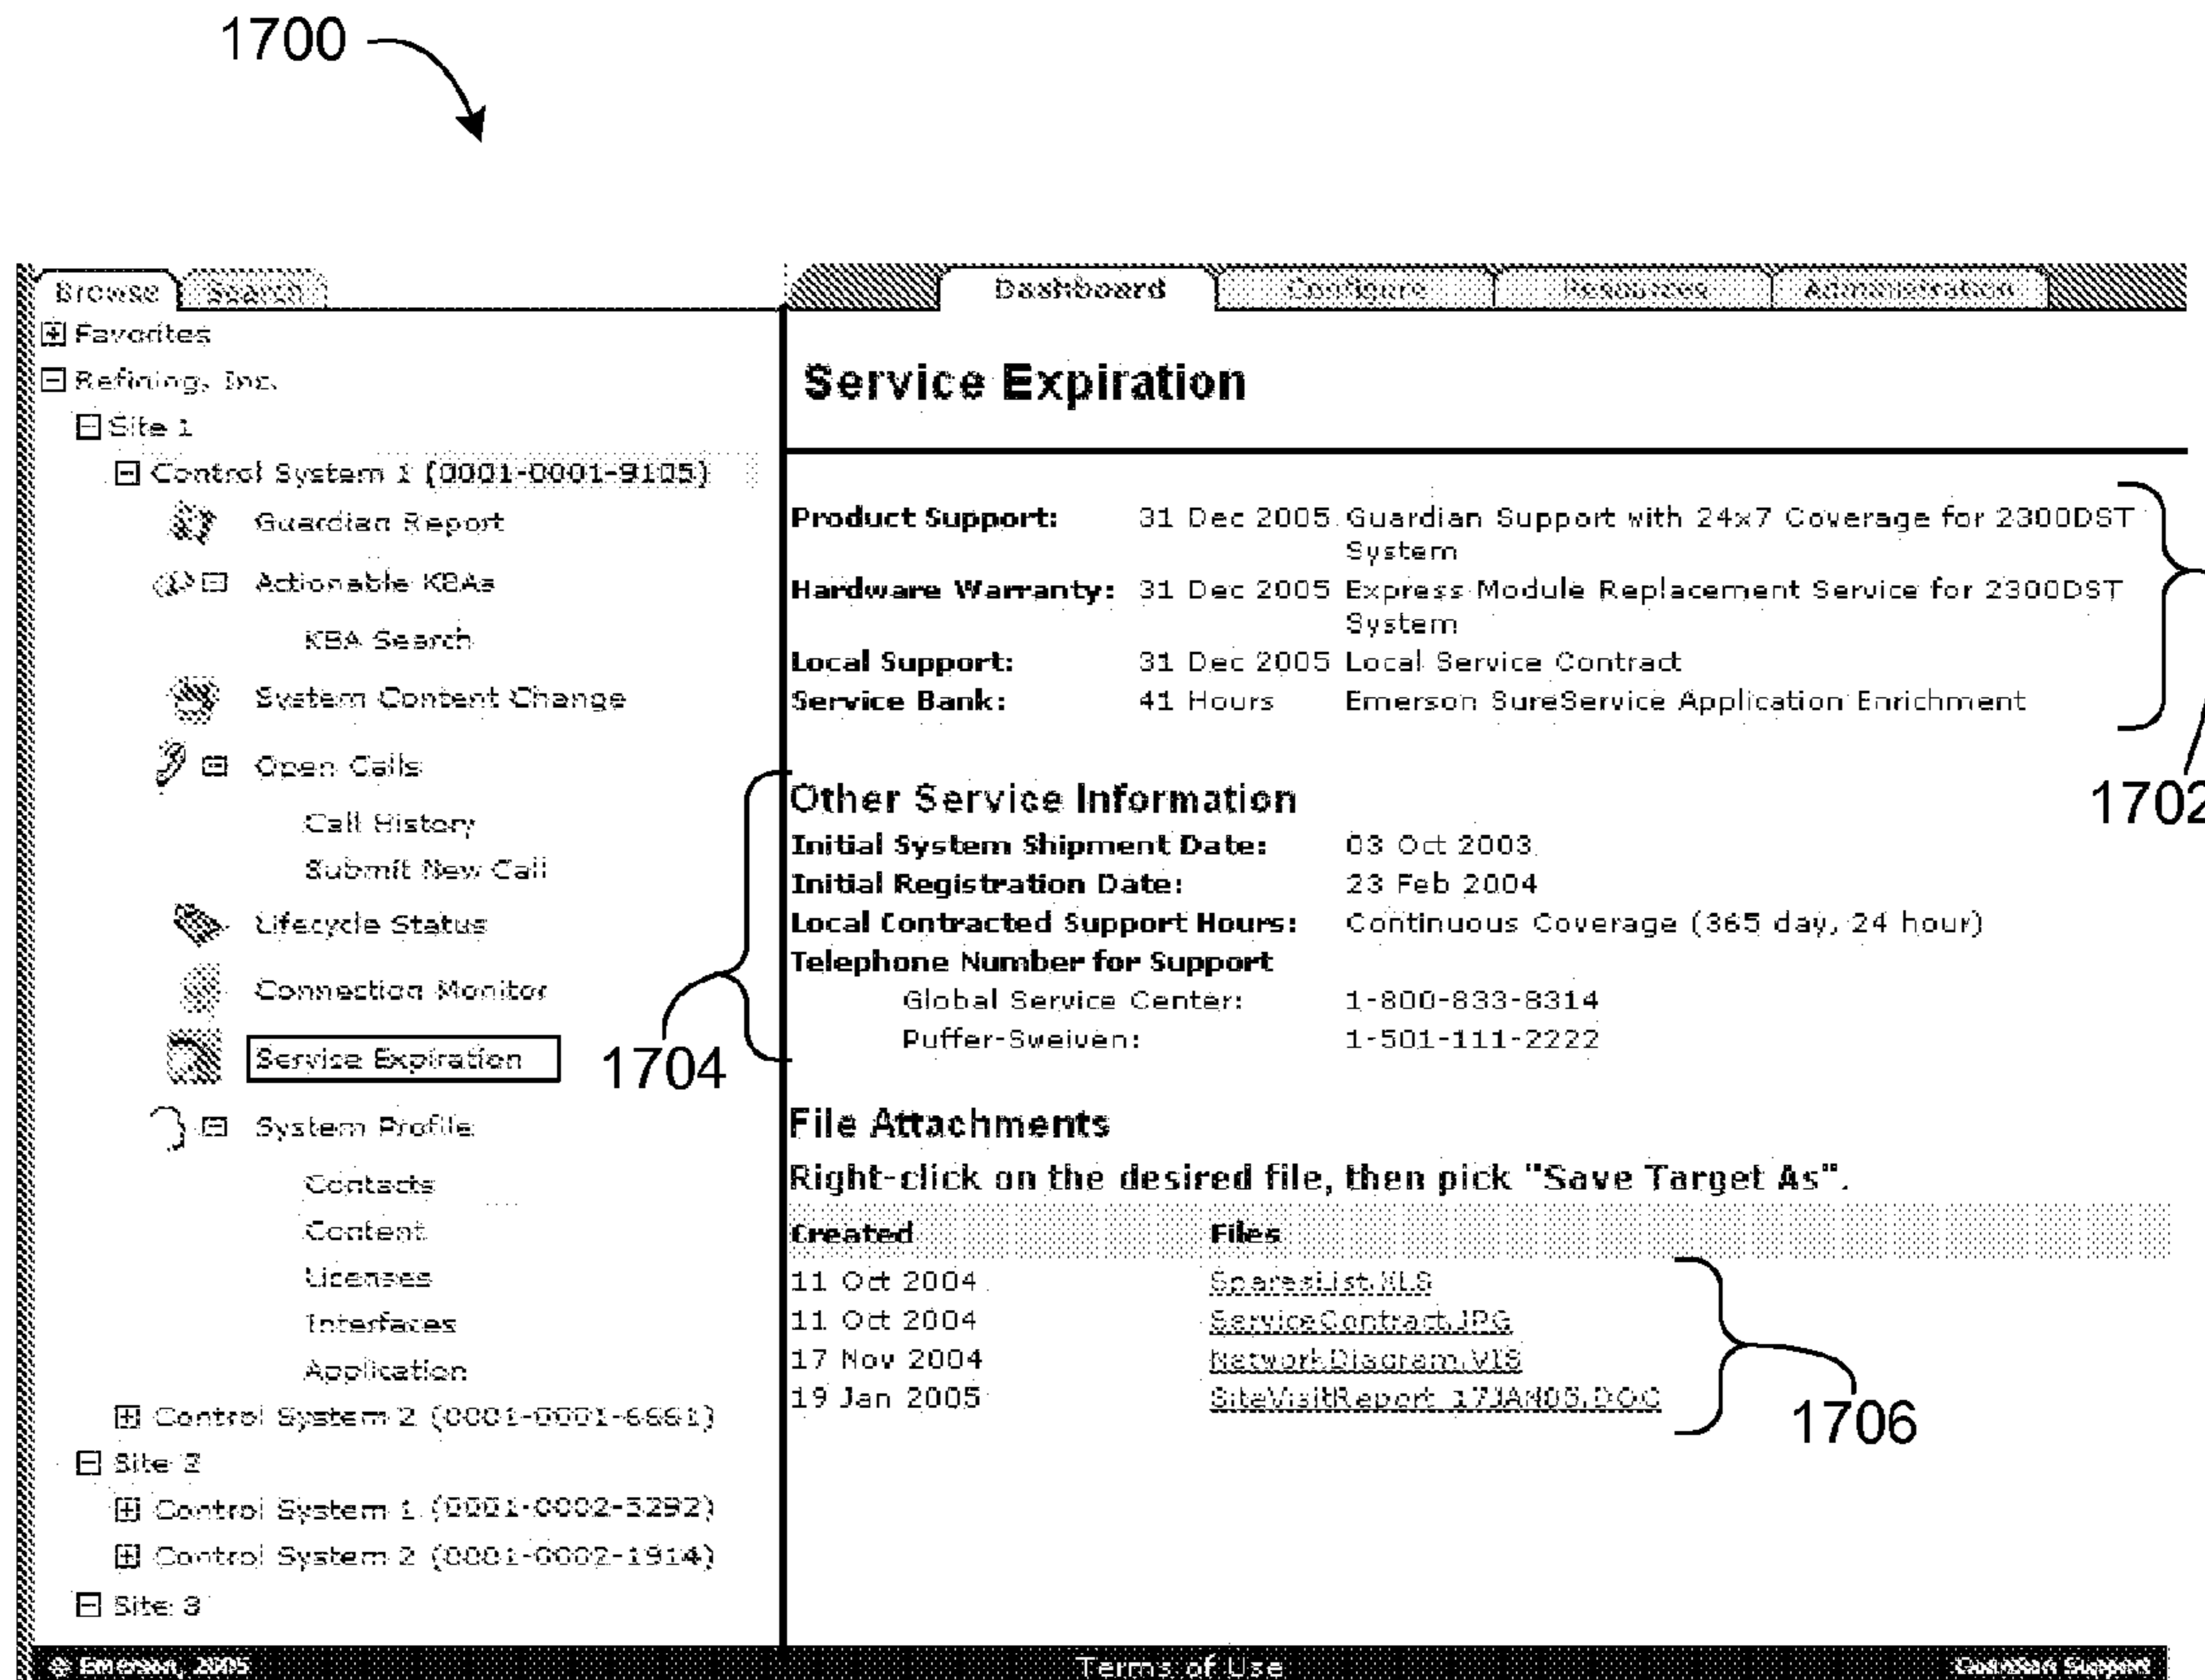 1700
Browse Search
Favorites
Refining, Inc.
Site 1
Control System 1 (0001-0001-9105)
Guardian Report
Actionable KBAs
KBA Search
System Content Change
Open Calls
Call History
Submit New Call
Lifecycle Status
Connection Monitor
Service Expiration
System Profile
Contacts
Content
Licenses
Interfaces
Application
Control System 2 (0001-0001-6661)
Site 2
Control System 1 (0001-0002-3292)
Control System 2 (0001-0002-1914)
Site 3
Dashboard Configure Resources Administration
Service Expiration
Product Support: 31 Dec 2005 Guardian Support with 24x7 Coverage for 2300DST
System
Hardware Warranty: 31 Dec 2005 Express Module Replacement Service for 2300DST
System
Local Support: 31 Dec 2005 Local Service Contract
Service Bank: 41 Hours Emerson SureService Application Enrichment
1702
Other Service Information
Initial System Shipment Date: 03 Oct 2003
Initial Registration Date: 23 Feb 2004
Local Contracted Support Hours: Continuous Coverage (365 day, 24 hour)
Telephone Number for Support
Global Service Center: 1-800-833-8314
Puffer-Sweiven: 1-501-111-2222
1704
File Attachments
Right-click on the desired file, then pick "Save Target As".
Created Files
11 Oct 2004 SparesList.XLS
11 Oct 2004 ServiceContract.JPG
17 Nov 2004 NetworkDiagram.VIS
19 Jan 2005 SiteVisitReport_17JAN05.DOC
1706
© Emerson, 2005 Terms of Use Guardian Support